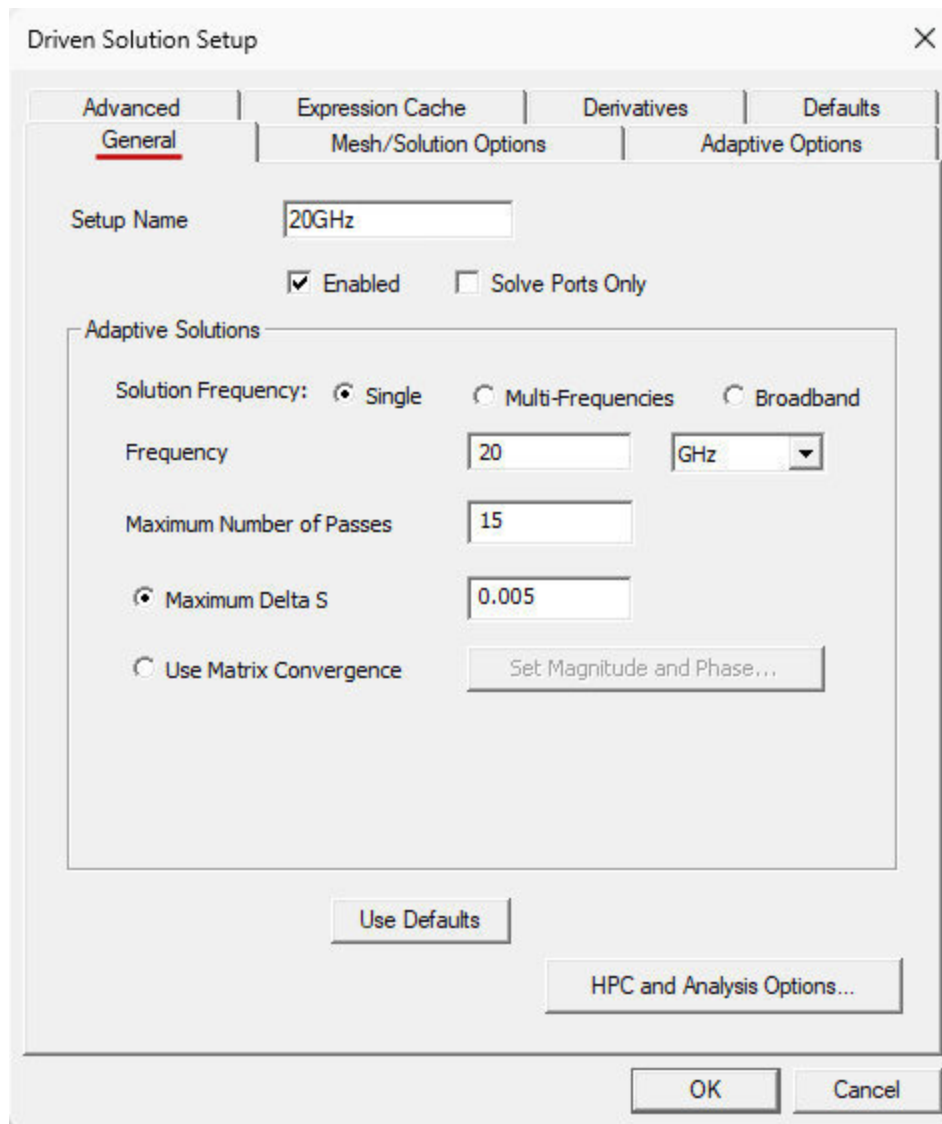 Driven Solution Setup
Advanced Expression Cache Derivatives Defaults
General Mesh/Solution Options Adaptive Options
Setup Name 20GHz
Enabled Solve Ports Only
Adaptive Solutions
Solution Frequency: Single Multi-Frequencies Broadband
Frequency 20 GHz
Maximum Number of Passes 15
Maximum Delta S 0.005
Use Matrix Convergence Set Magnitude and Phase...
Use Defaults
HPC and Analysis Options...
OK Cancel